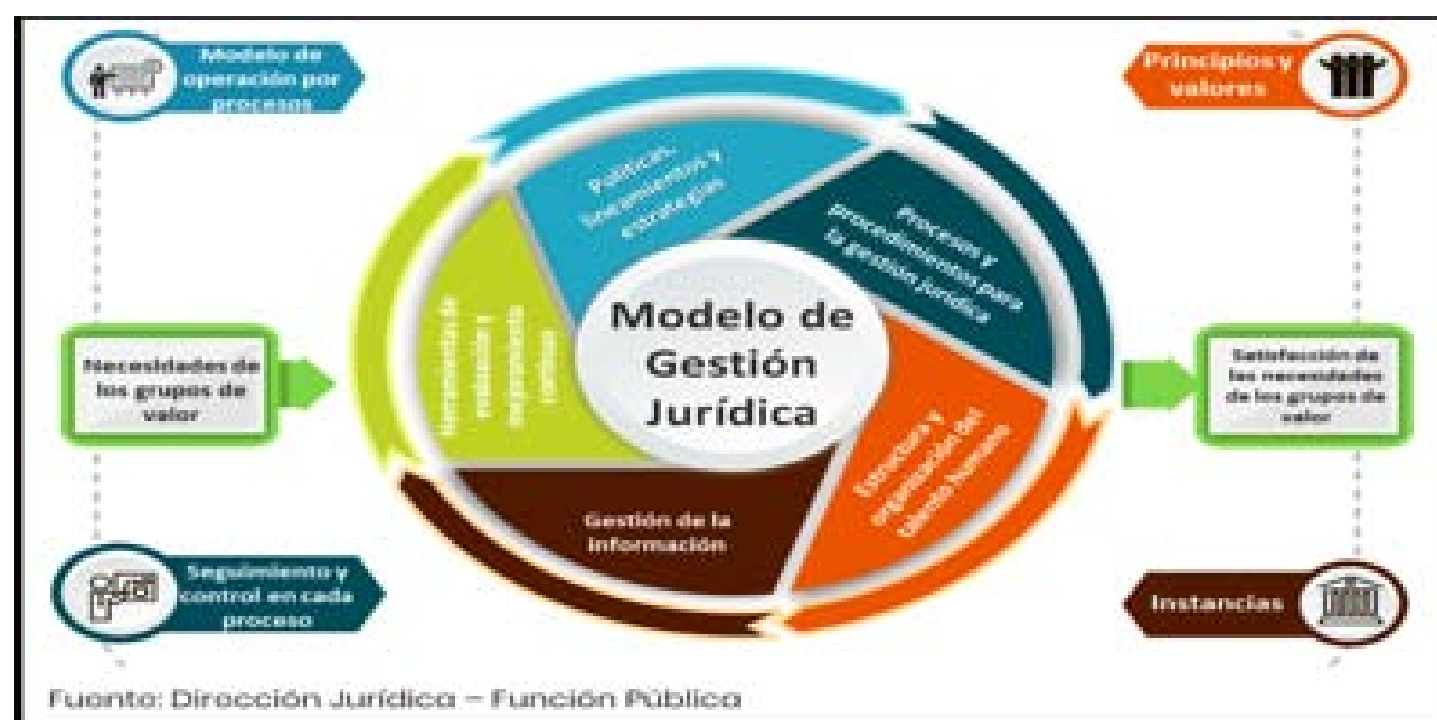 Modelo de
operación por
procesos
Principios y
valores
Políticas,
lineamientos y
estrategias
Procesos y
procedimientos para
la gestión jurídica
Modelo de
Gestión
Jurídica
Necesidades de
los grupos de
valor
Satisfacción de
las necesidades
de los grupos de
valor
Herramientas de
Estructura y
organización del
talento humano
Gestión de la
información
Seguimiento y
control en cada
proceso
Instancias
Fuente: Dirección Jurídica – Función Pública